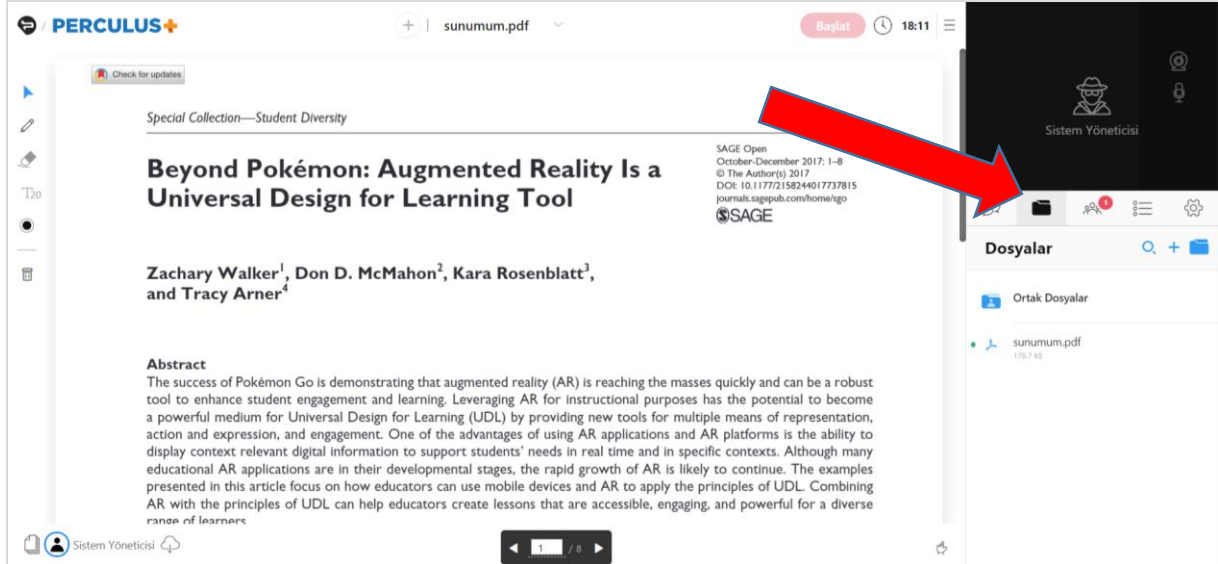 PERCULUS+
sunumum.pdf
Başlat
18:11
Check for updates
Special Collection—Student Diversity
Beyond Pokémon: Augmented Reality Is a
Universal Design for Learning Tool
SAGE Open
October-December 2017: 1–8
© The Author(s) 2017
DOI: 10.1177/2158244017737815
journals.sagepub.com/home/sgo
SAGE
Zachary Walker1, Don D. McMahon2, Kara Rosenblatt3,
and Tracy Arner4
Abstract
The success of Pokémon Go is demonstrating that augmented reality (AR) is reaching the masses quickly and can be a robust
tool to enhance student engagement and learning. Leveraging AR for instructional purposes has the potential to become
a powerful medium for Universal Design for Learning (UDL) by providing new tools for multiple means of representation,
action and expression, and engagement. One of the advantages of using AR applications and AR platforms is the ability to
display context relevant digital information to support students' needs in real time and in specific contexts. Although many
educational AR applications are in their developmental stages, the rapid growth of AR is likely to continue. The examples
presented in this article focus on how educators can use mobile devices and AR to apply the principles of UDL. Combining
AR with the principles of UDL can help educators create lessons that are accessible, engaging, and powerful for a diverse
range of learners
T20
Sistem Yöneticisi
1 / 8
Sistem Yöneticisi
1
Dosyalar
Ortak Dosyalar
sunumum.pdf
178.7 kB